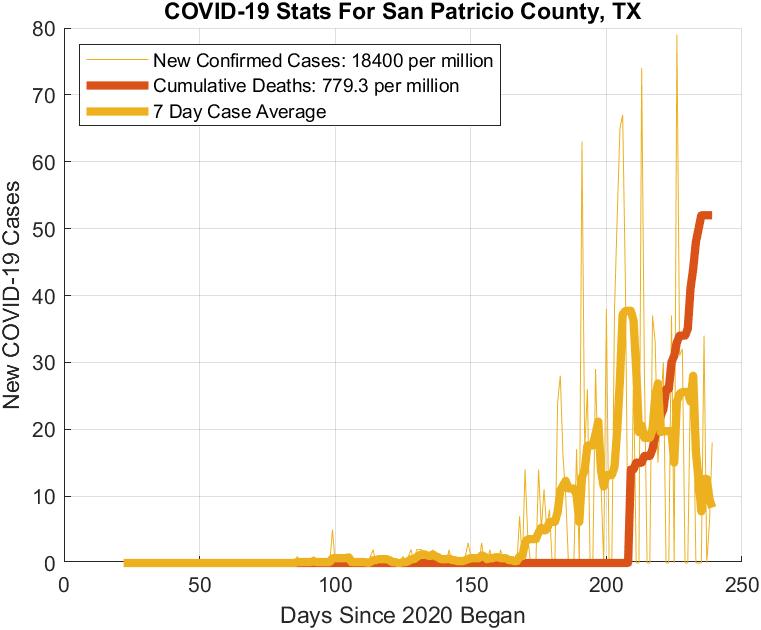 COVID-19 Stats For San Patricio County, TX
New Confirmed Cases: 18400 per million
Cumulative Deaths: 779.3 per million
7 Day Case Average
New COVID-19 Cases
80
70
60
50
40
30
20
10
0
0 50 100 150 200 250
Days Since 2020 Began